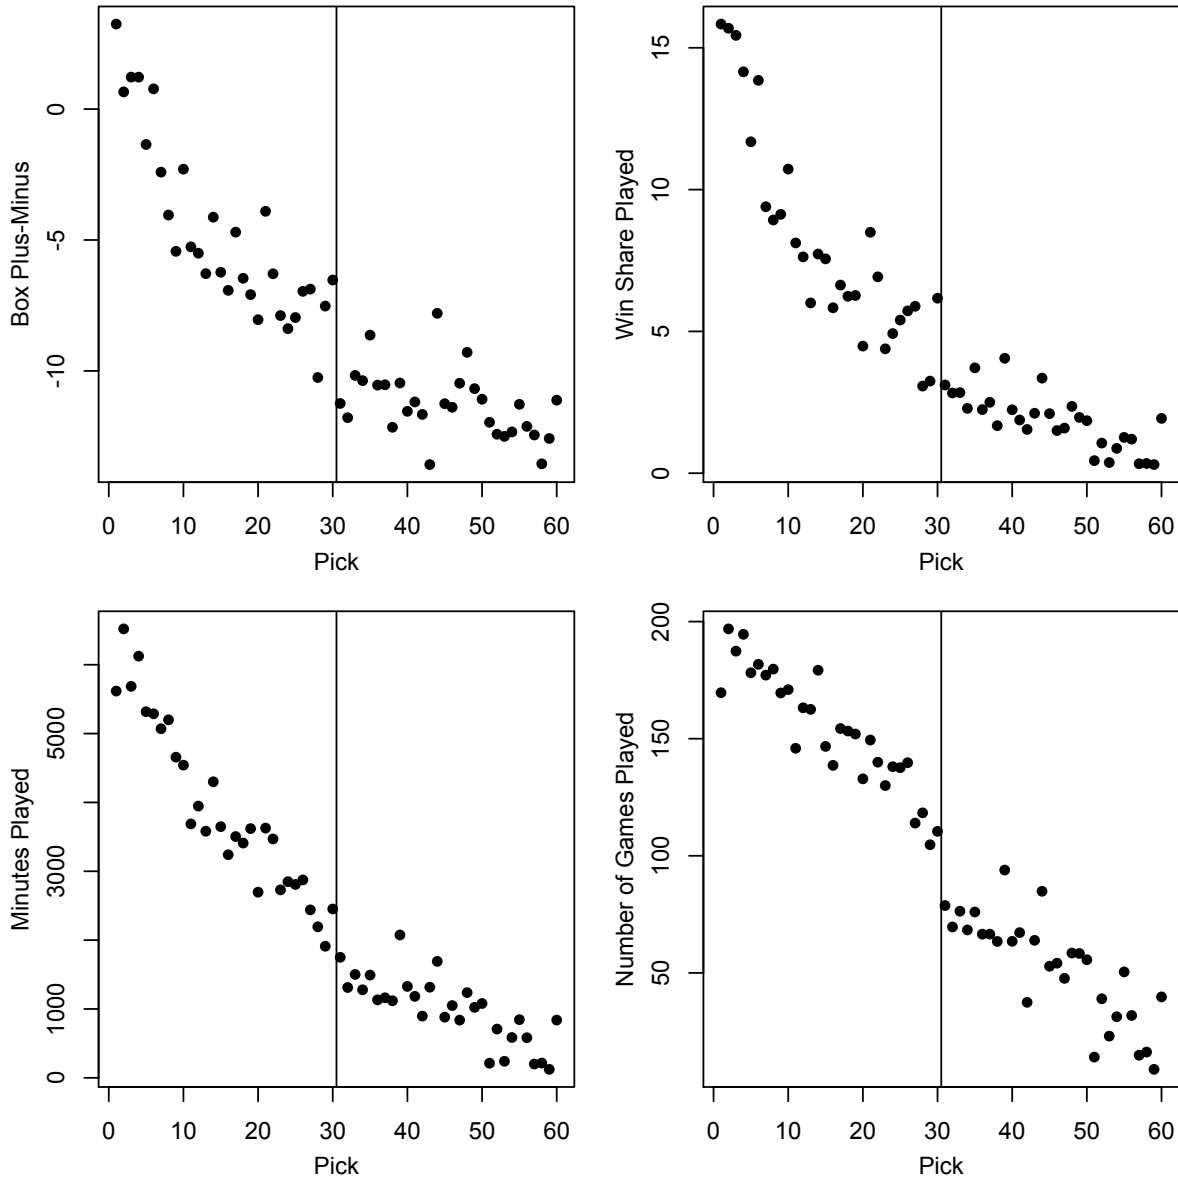 Box Plus-Minus
0
-5
-10
0 10 20 30 40 50 60
Pick
Win Share Played
15
10
5
0
0 10 20 30 40 50 60
Pick
Minutes Played
5000
3000
1000
0
0 10 20 30 40 50 60
Pick
Number of Games Played
200
150
100
50
0 10 20 30 40 50 60
Pick